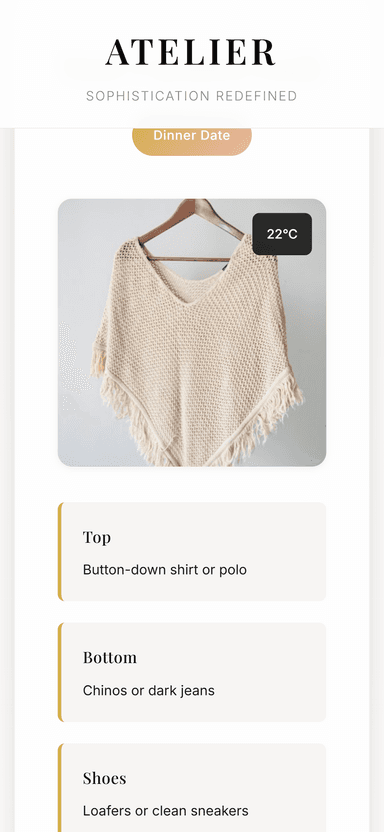 ATELIER
SOPHISTICATION REDEFINED
Dinner Date
22°C
Top
Button-down shirt or polo
Bottom
Chinos or dark jeans
Shoes
Loafers or clean sneakers